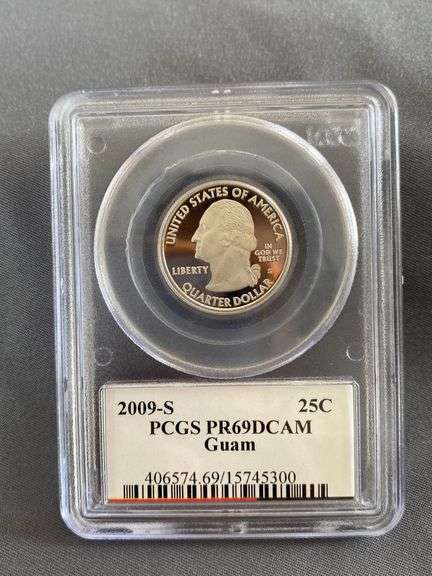 UNITED STATES OF AMERICA
LIBERTY
IN
GOD WE
TRUST
S
QUARTER DOLLAR
2009-S 25C
PCGS PR69DCAM
Guam
406574.69/15745300